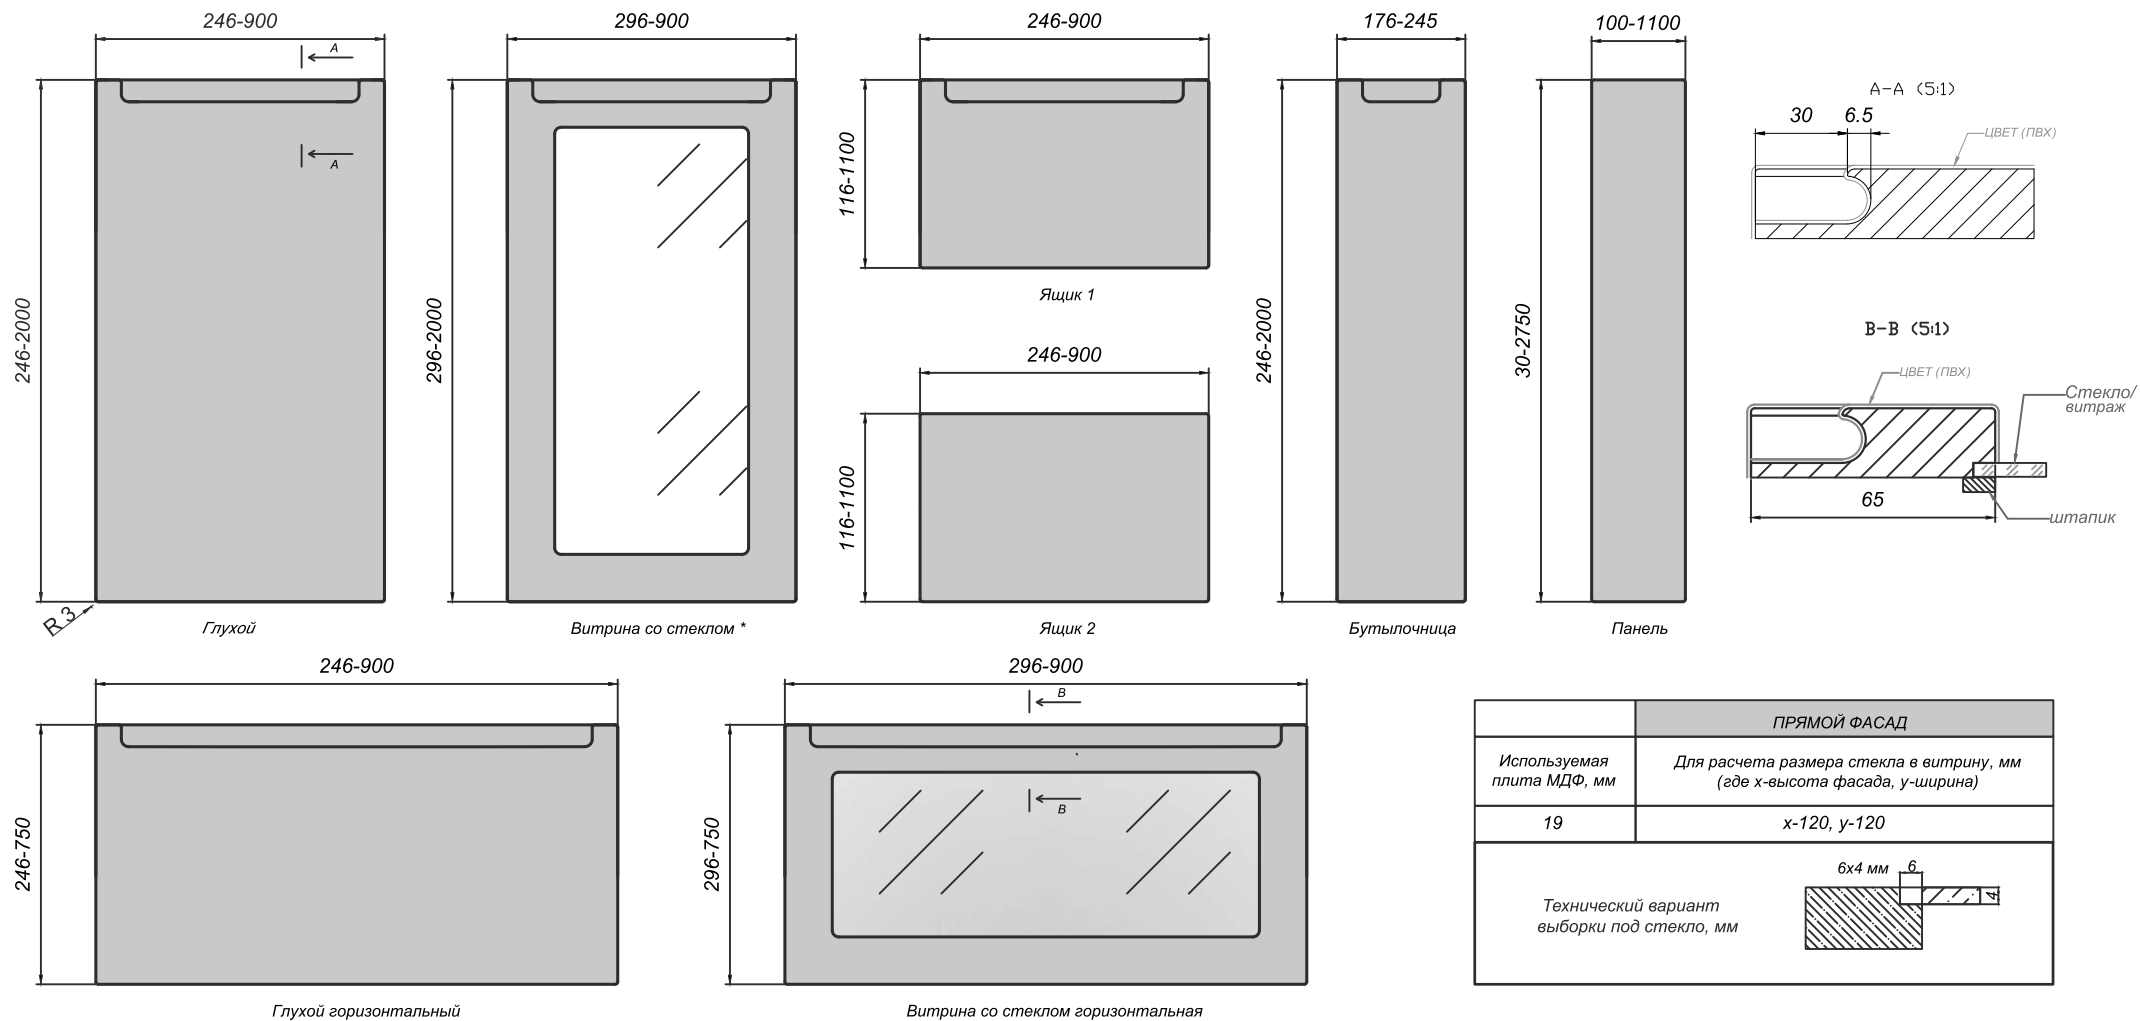 246-900
А
А
246-2000
R 3
Глухой
296-900
296-2000
Витрина со стеклом *
246-900
116-1100
Ящик 1
246-900
116-1100
Ящик 2
176-245
246-2000
Бутылочница
100-1100
30-2750
Панель
А-А (5:1)
30
6.5
ЦВЕТ (ПВХ)
В-В (5:1)
ЦВЕТ (ПВХ)
Стекло/
витраж
65
штапик
246-900
246-750
Глухой горизонтальный
296-900
В
В
296-750
Витрина со стеклом горизонтальная
ПРЯМОЙ ФАСАД
Используемая
плита МДФ, мм
Для расчета размера стекла в витрину, мм
(где х-высота фасада, у-ширина)
19
х-120, у-120
Технический вариант
выборки под стекло, мм
6х4 мм
6
4